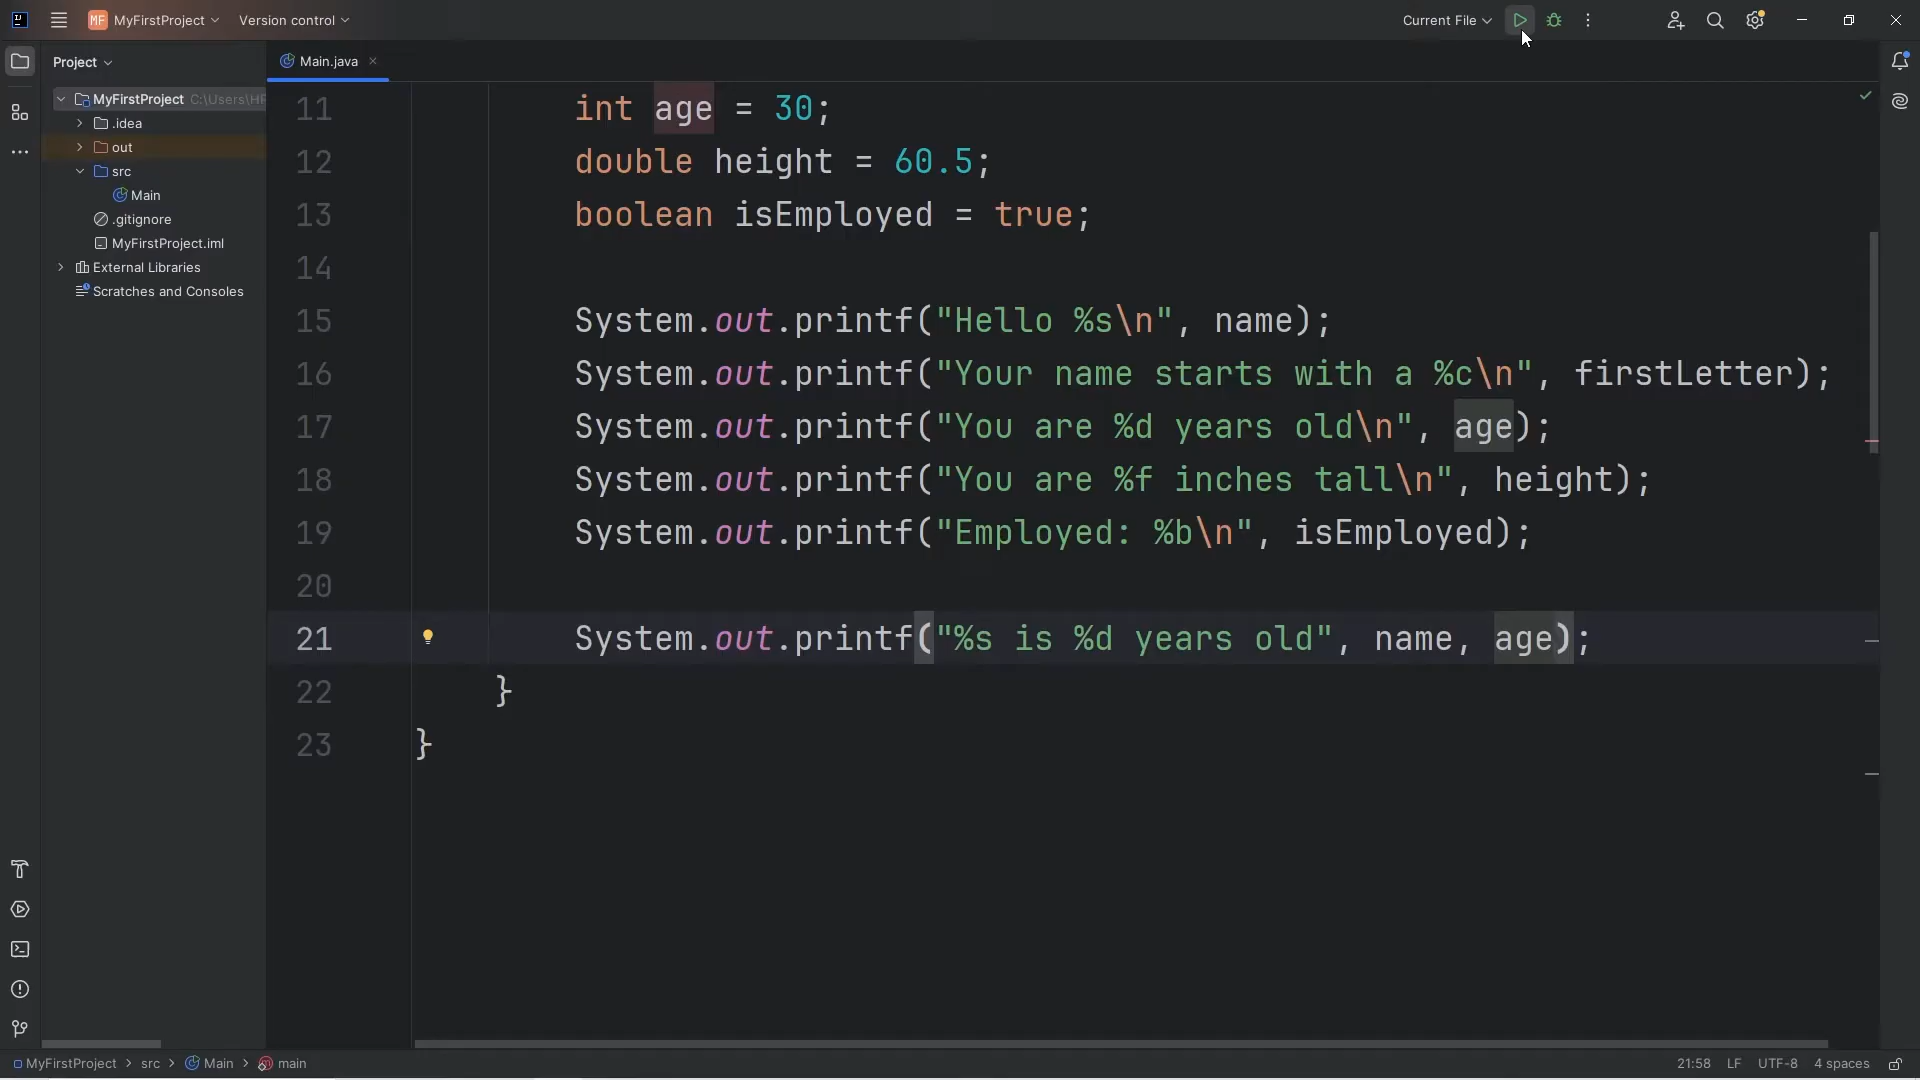 MF MyFirstProject Version control Current File
Project Main.java
MyFirstProject C:\Users\HP
.idea
out
src
Main
.gitignore
MyFirstProject.iml
External Libraries
Scratches and Consoles
11 int age = 30;
12 double height = 60.5;
13 boolean isEmployed = true;
14
15 System.out.printf("Hello %s\n", name);
16 System.out.printf("Your name starts with a %c\n", firstLetter);
17 System.out.printf("You are %d years old\n", age);
18 System.out.printf("You are %f inches tall\n", height);
19 System.out.printf("Employed: %b\n", isEmployed);
20
21 System.out.printf("%s is %d years old", name, age);
22 }
23 }
MyFirstProject > src > Main > main 21:58 LF UTF-8 4 spaces